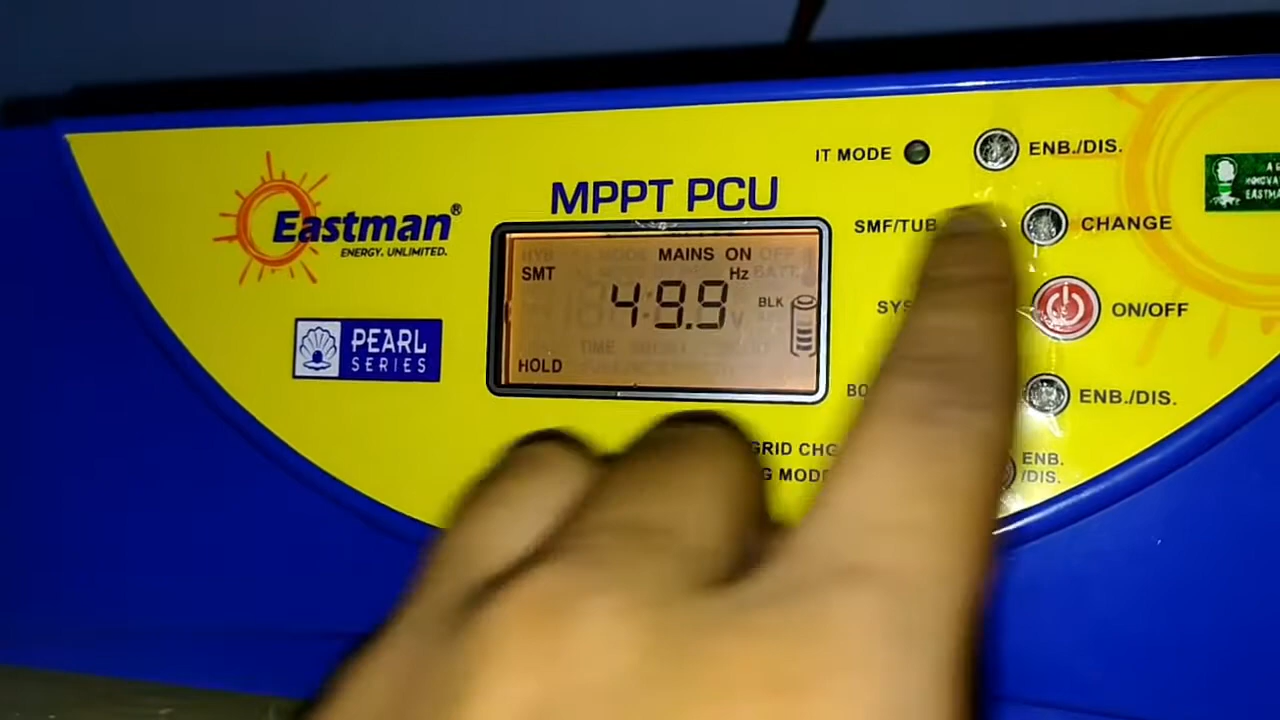 IT MODE
ENB./DIS.
MPPT PCU
Eastman®
ENERGY. UNLIMITED.
SMF/TUB
CHANGE
MAINS ON
SMT
Hz
49.9
BLK
HOLD
ON/OFF
PEARL
SERIES
ENB./DIS.
GRID CHG
MODE
ENB.
/DIS.